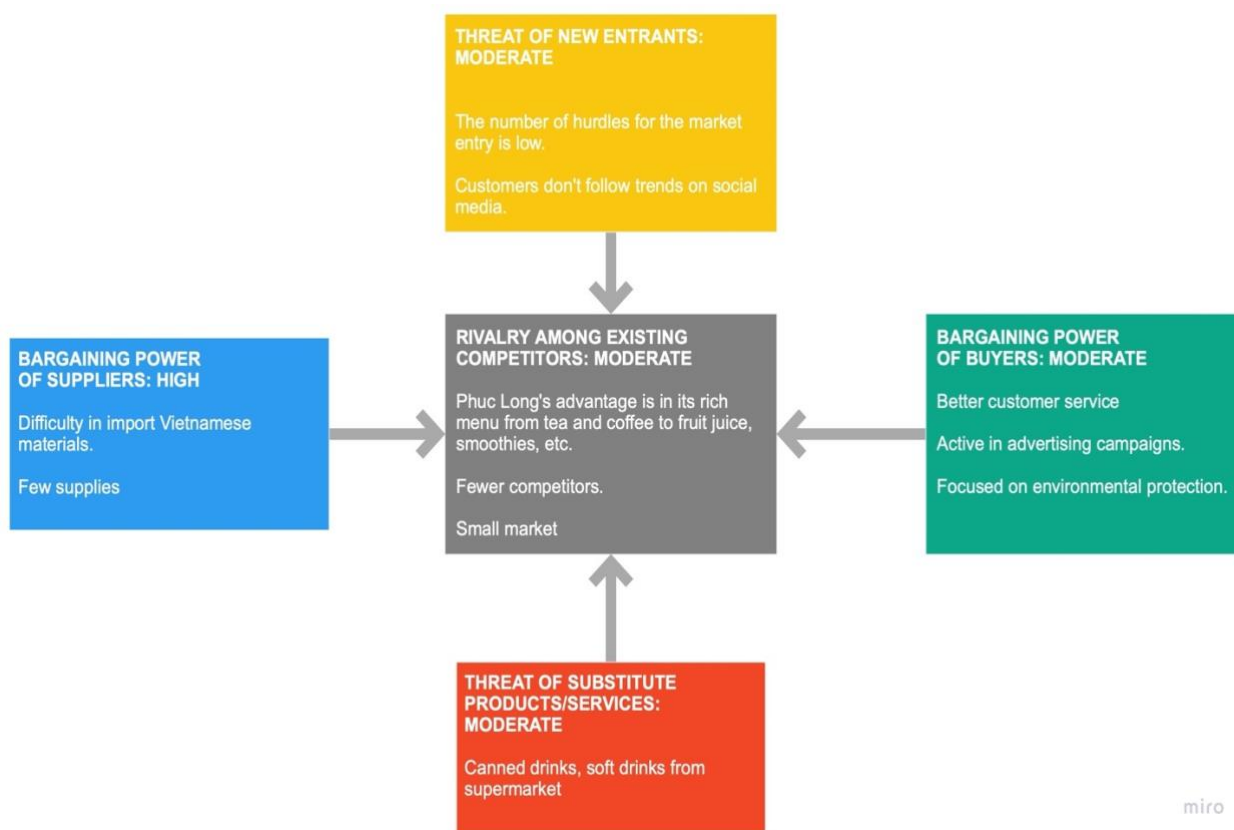 THREAT OF NEW ENTRANTS:
MODERATE
The number of hurdles for the market
entry is low.
Customers don't follow trends on social
media.
BARGAINING POWER
OF SUPPLIERS: HIGH
Difficulty in import Vietnamese
materials.
Few supplies
RIVALRY AMONG EXISTING
COMPETITORS: MODERATE
Phuc Long's advantage is in its rich
menu from tea and coffee to fruit juice,
smoothies, etc.
Fewer competitors.
Small market
BARGAINING POWER
OF BUYERS: MODERATE
Better customer service
Active in advertising campaigns.
Focused on environmental protection.
THREAT OF SUBSTITUTE
PRODUCTS/SERVICES:
MODERATE
Canned drinks, soft drinks from
supermarket
miro